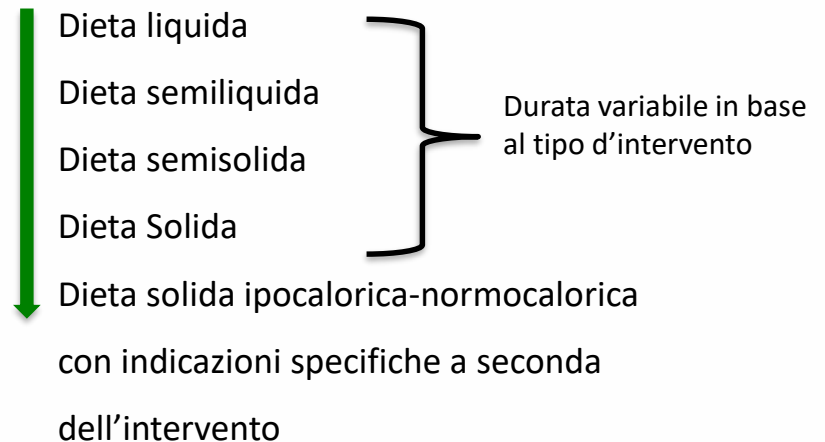 Dieta liquida
Dieta semiliquida
Dieta semisolida
Dieta Solida
Durata variabile in base
al tipo d’intervento
Dieta solida ipocalorica-normocalorica
con indicazioni specifiche a seconda
dell’intervento